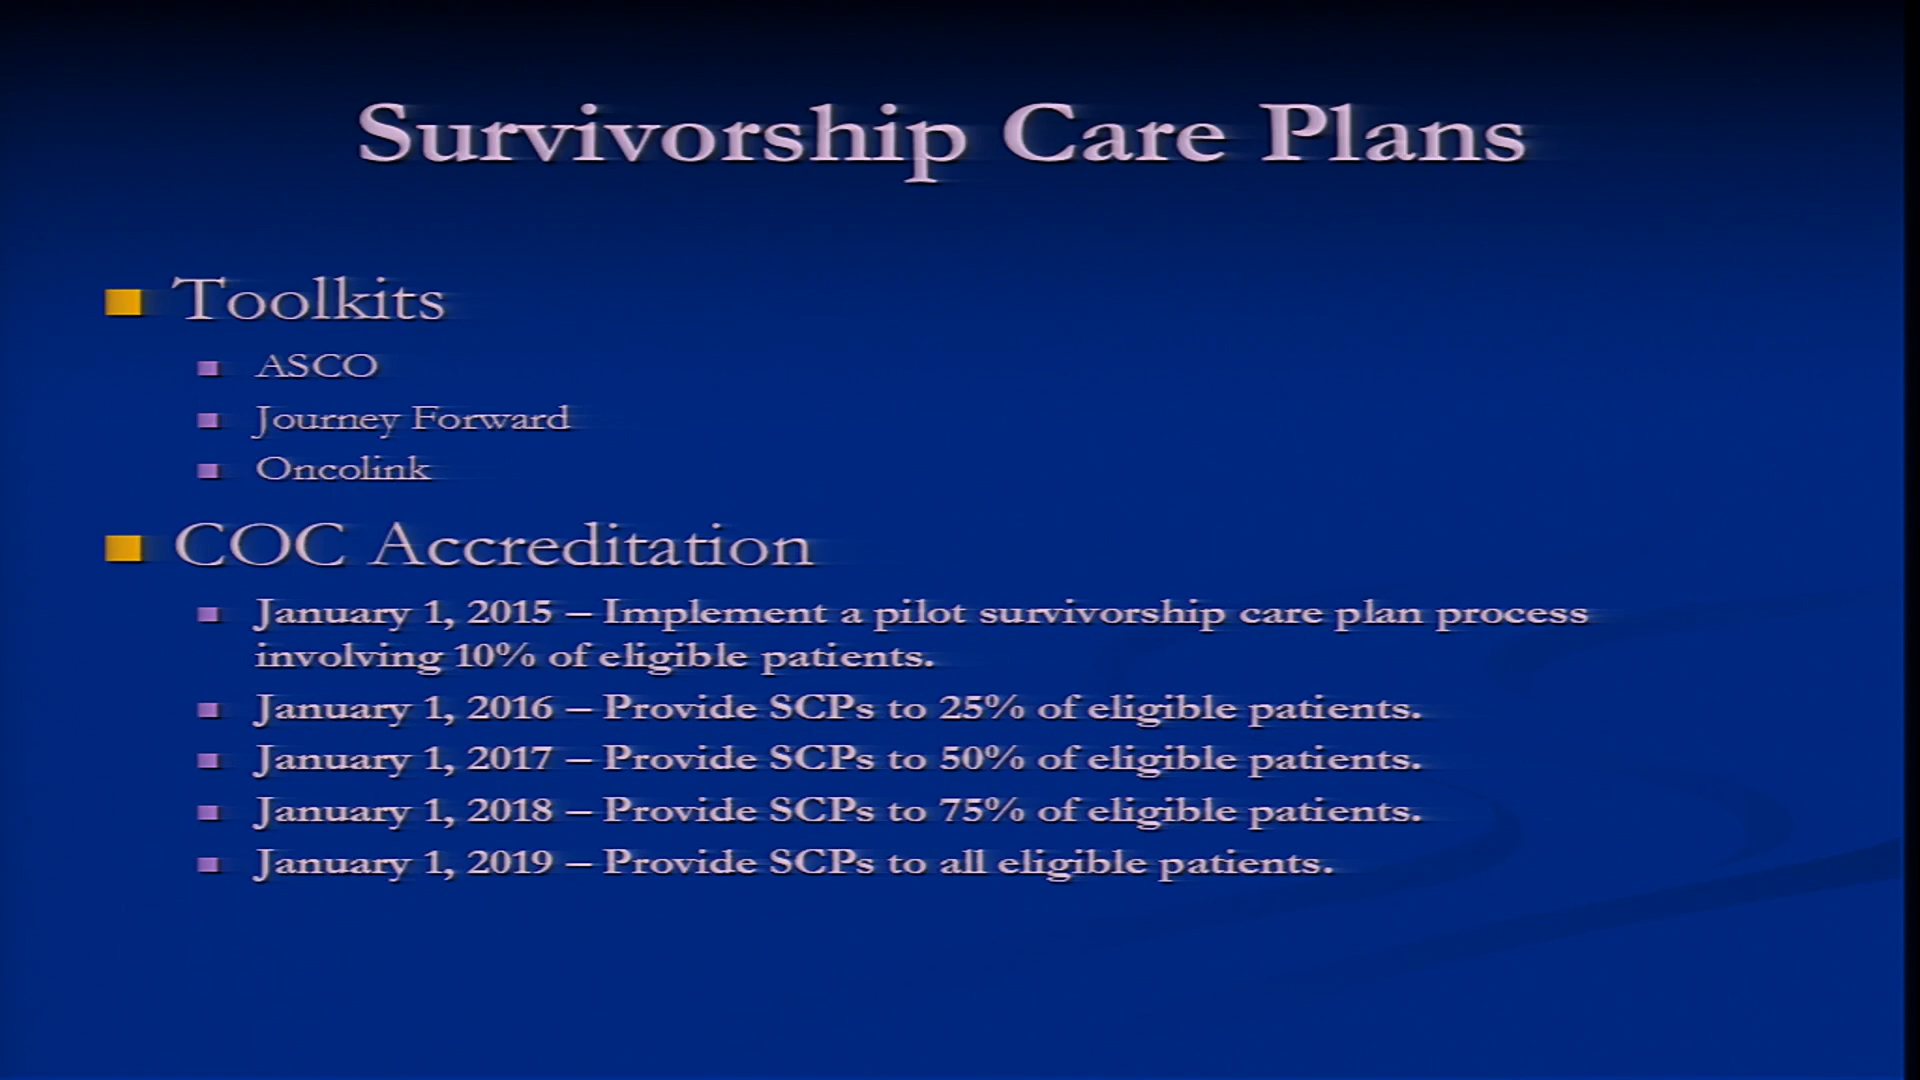 Survivorship Care Plans
Toolkits
ASCO
Journey Forward
Oncolink
COC Accreditation
January 1, 2015 – Implement a pilot survivorship care plan process
involving 10% of eligible patients.
January 1, 2016 – Provide SCPs to 25% of eligible patients.
January 1, 2017 – Provide SCPs to 50% of eligible patients.
January 1, 2018 – Provide SCPs to 75% of eligible patients.
January 1, 2019 – Provide SCPs to all eligible patients.